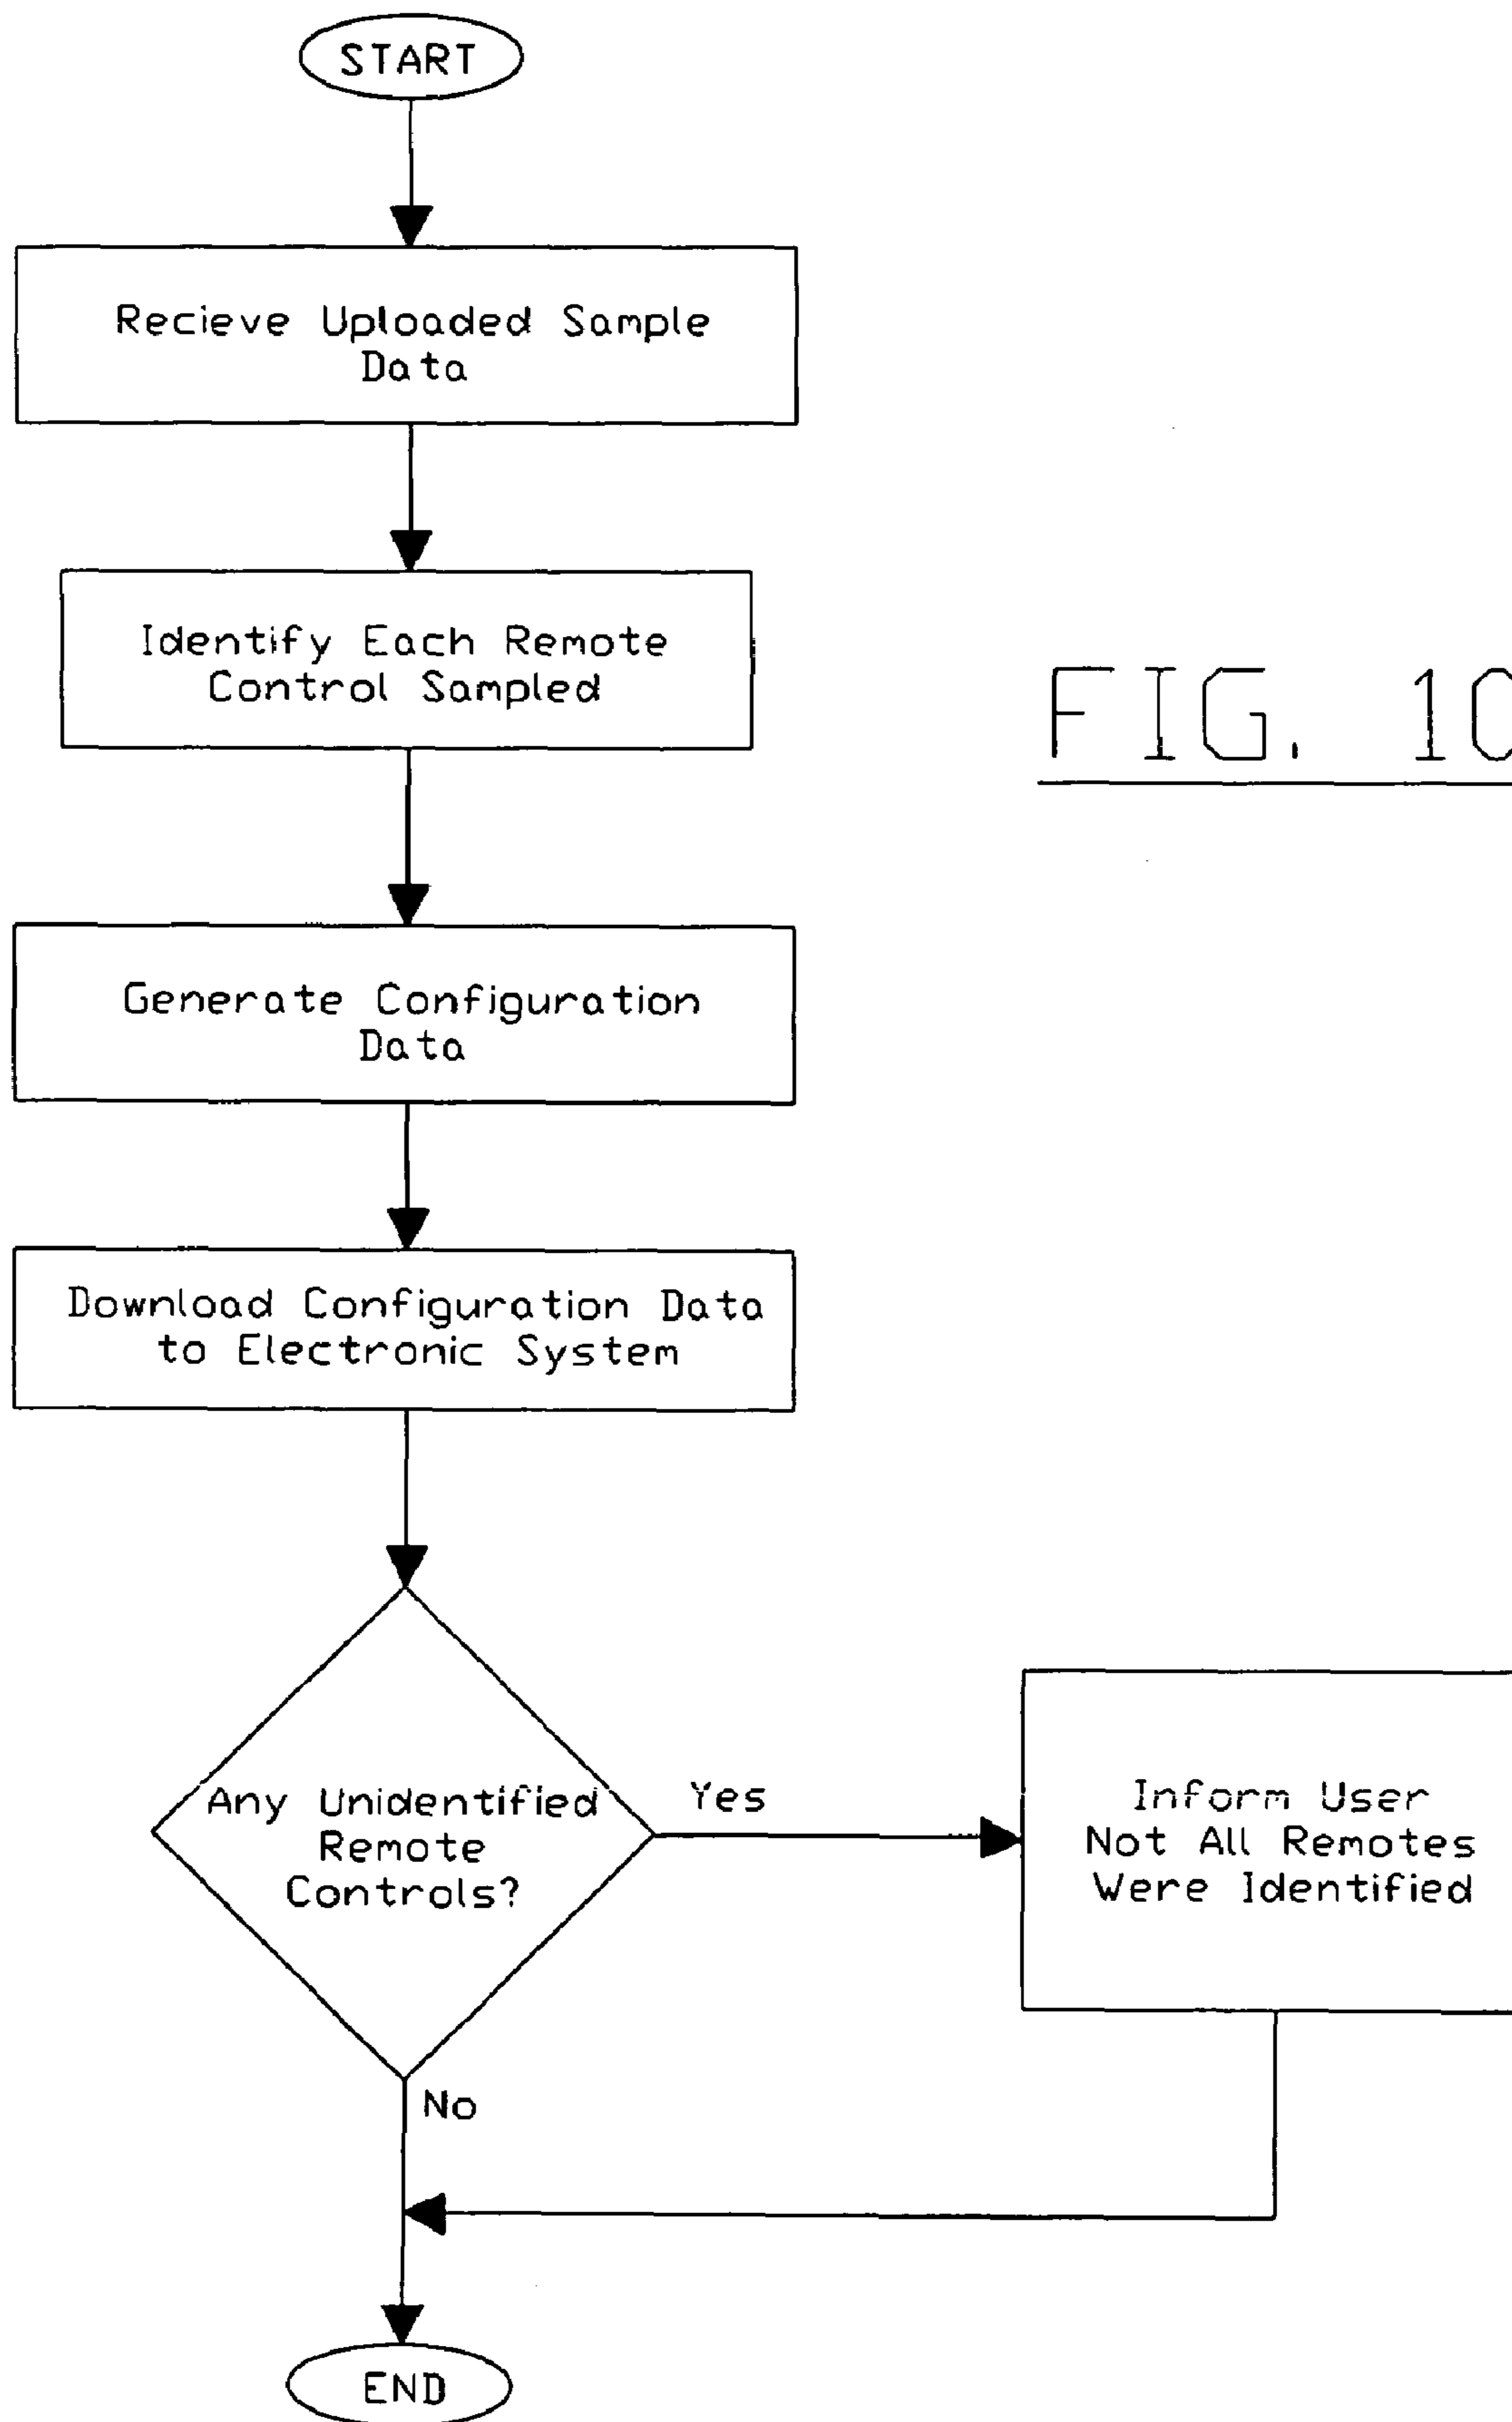 START
Recieve Uploaded Sample
Data
Identify Each Remote
Control Sampled
FIG. 10
Generate Configuration
Data
Download Configuration Data
to Electronic System
Any Unidentified
Remote
Controls?
Yes
Inform User
Not All Remotes
Were Identified
No
END